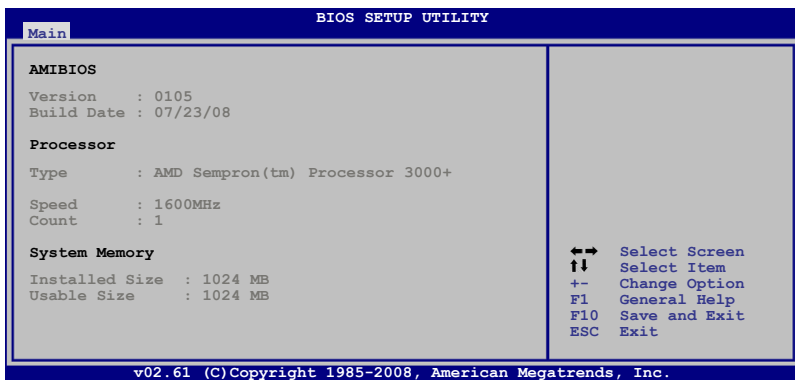 BIOS SETUP UTILITY
Main
AMIBIOS
Version : 0105
Build Date : 07/23/08
Processor
Type : AMD Sempron(tm) Processor 3000+
Speed : 1600MHz
Count : 1
System Memory
Installed Size : 1024 MB
Usable Size : 1024 MB
←→ Select Screen
↑↓ Select Item
+- Change Option
F1 General Help
F10 Save and Exit
ESC Exit
v02.61 (C)Copyright 1985-2008, American Megatrends, Inc.